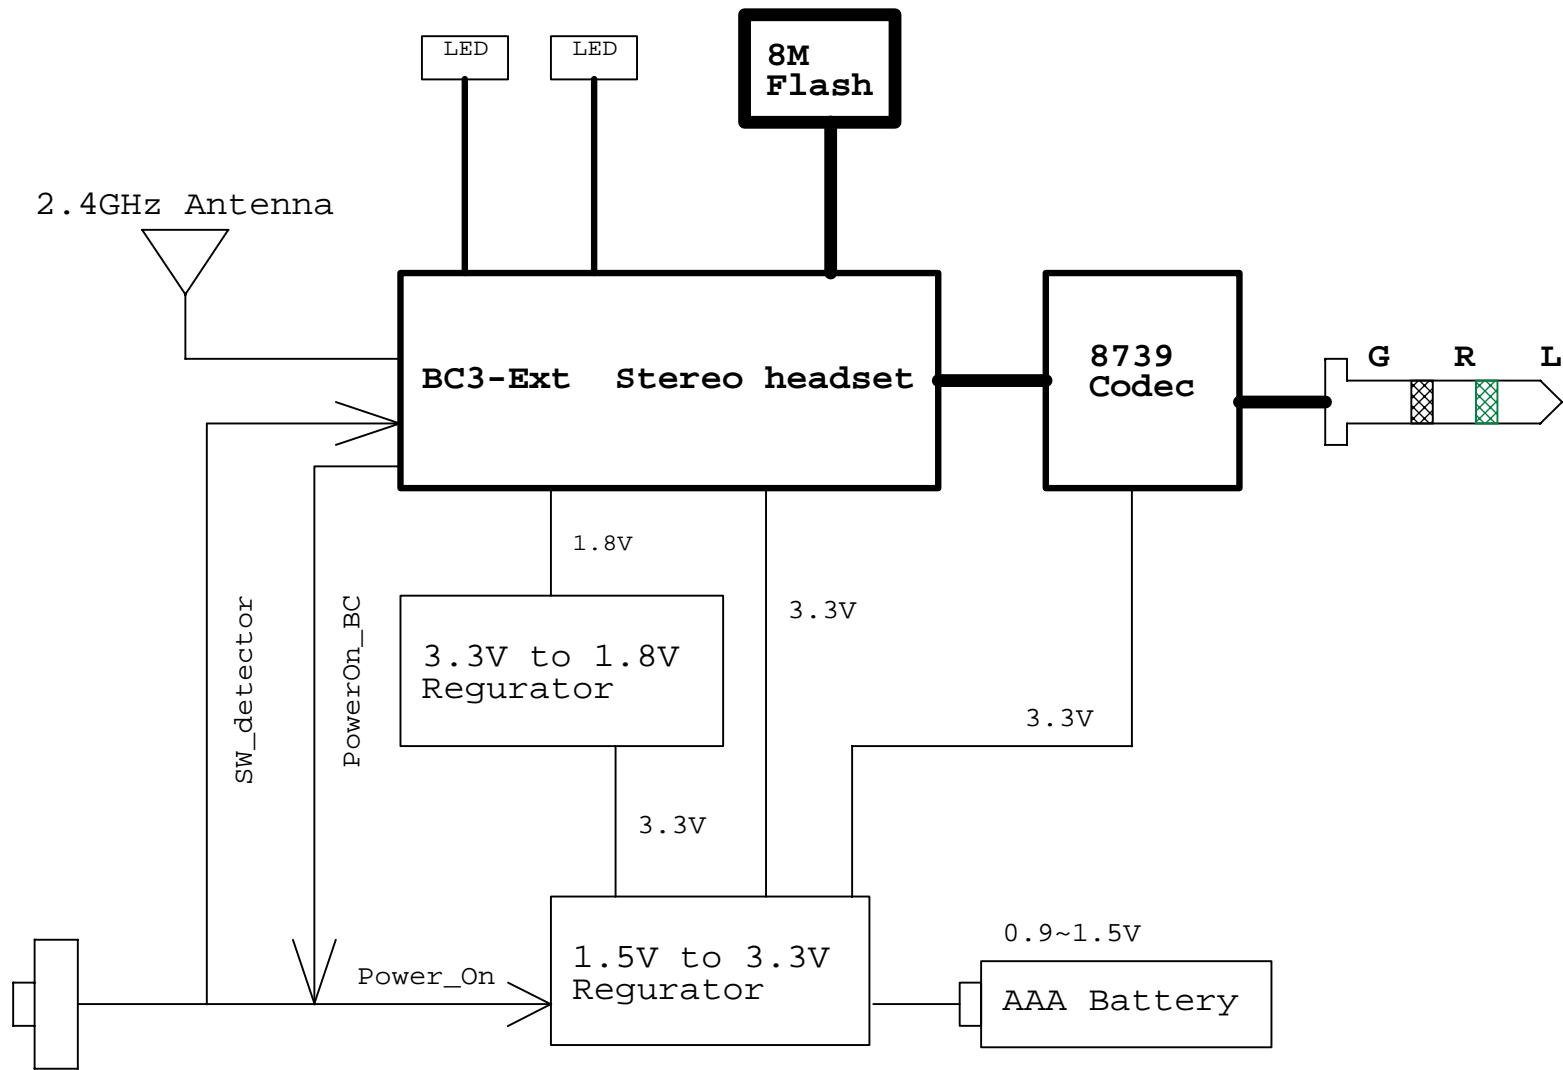 LED
LED
8M
Flash
2.4GHz Antenna
BC3-Ext Stereo headset
8739
Codec
G R L
1.8V
3.3V
SW_detector
PowerOn_BC
3.3V to 1.8V
Regurator
3.3V
3.3V
Power_On
1.5V to 3.3V
Regurator
0.9~1.5V
AAA Battery